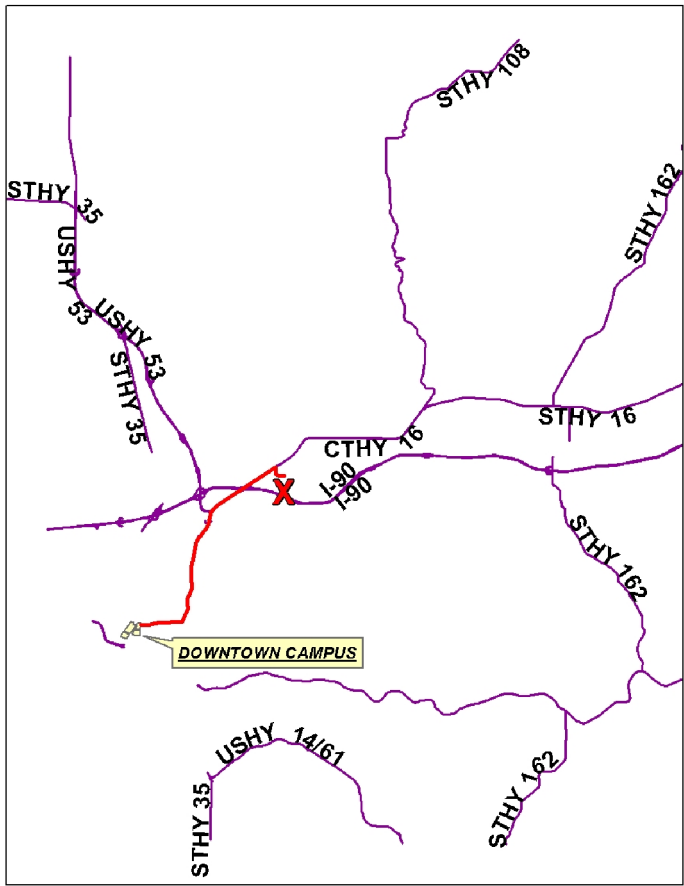 STHY 108
STHY 162
STHY 35
USHY 53
USHY 53
STHY 35
STHY 16
CTHY 16
I-90
I-90
X
STHY 162
DOWNTOWN CAMPUS
USHY 14/61
STHY 162
STHY 35